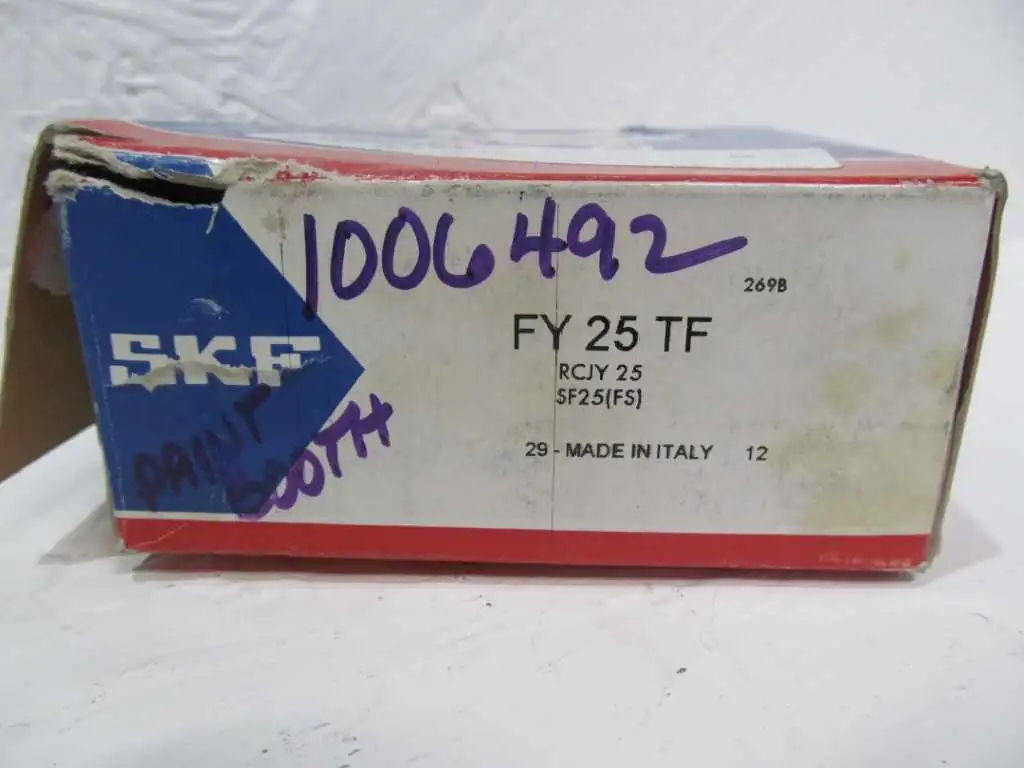 1006492
269B
FY 25 TF
RCJY 25
SF25(FS)
29 - MADE IN ITALY 12
SKF
PAINT
BOOTH